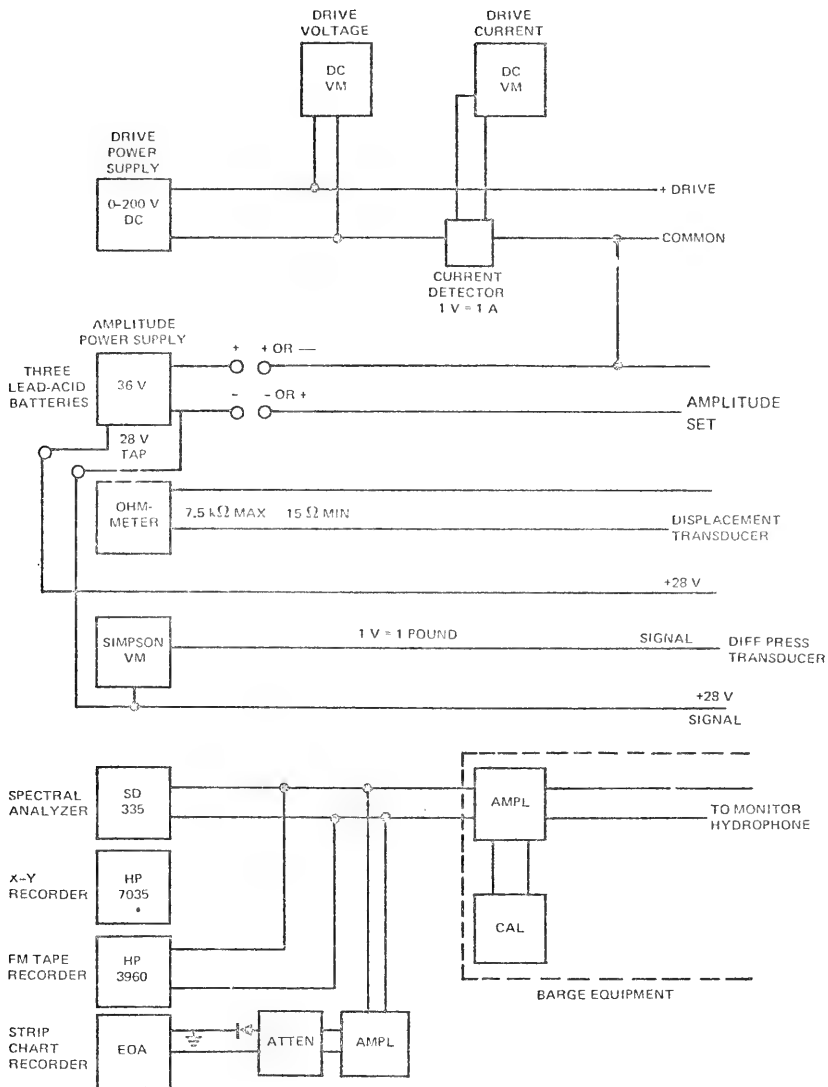 DRIVE
VOLTAGE
DC
VM
DRIVE
CURRENT
DC
VM
DRIVE
POWER
SUPPLY
0-200 V
DC
+ DRIVE
COMMON
CURRENT
DETECTOR
1 V = 1 A
AMPLITUDE
POWER SUPPLY
THREE
LEAD-ACID
BATTERIES
36 V
+ + OR —
- - OR +
AMPLITUDE
SET
28 V
TAP
OHM-
METER
7.5 kΩ MAX 15 Ω MIN
DISPLACEMENT
TRANSDUCER
+28 V
SIMPSON
VM
1 V = 1 POUND
SIGNAL
DIFF PRESS
TRANSDUCER
+28 V
SIGNAL
SPECTRAL
ANALYZER
SD
335
AMPL
TO MONITOR
HYDROPHONE
X-Y
RECORDER
HP
7035
CAL
FM TAPE
RECORDER
HP
3960
BARGE EQUIPMENT
STRIP
CHART
RECORDER
EOA
ATTEN
AMPL